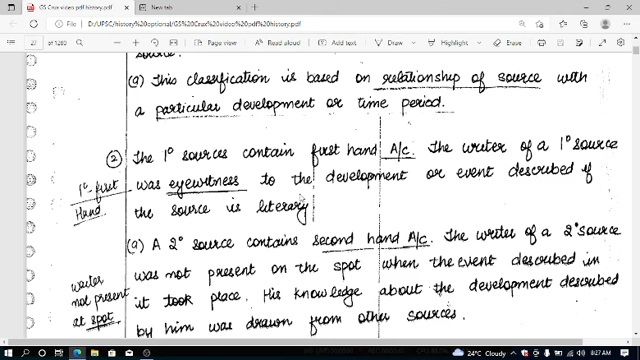 GS Crux video pdf history.pdf
New tab
D:/UPSC/history%20optional/GS%20Crux%20video%20pdf%20history.pdf
27 of 1280
Page view
Read aloud
Add text
Draw
Highlight
Erase
source.
(a) This classification is based on relationship of source with
a particular development or time period.
② The 1° sources contain first hand A/c. The writer of a 1° source
1° - first
Hand
was eyewitness to the development or event described if
the source is literary
(a) A 2° source contains second hand A/c. The writer of a 2° source
writer
not present
at spot
was not present on the spot when the event described in
it took place. His knowledge about the development described
by him was drawn from other sources.
24°C Cloudy
ENG
8:27 AM